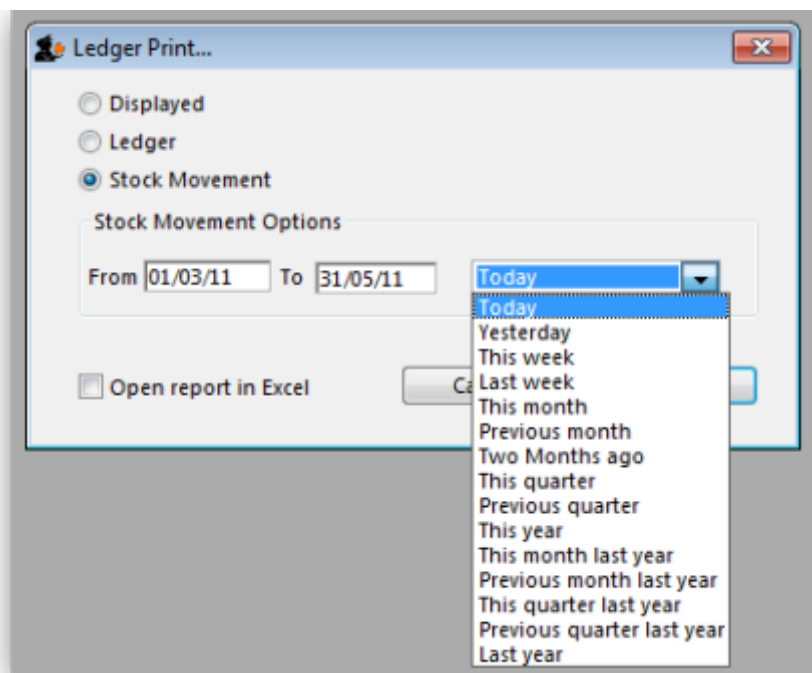 Ledger Print...
Displayed
Ledger
Stock Movement
Stock Movement Options
From 01/03/11 To 31/05/11 Today
Today
Yesterday
This week
Last week
This month
Previous month
Two Months ago
This quarter
Previous quarter
This year
This month last year
Previous month last year
This quarter last year
Previous quarter last year
Last year
Open report in Excel